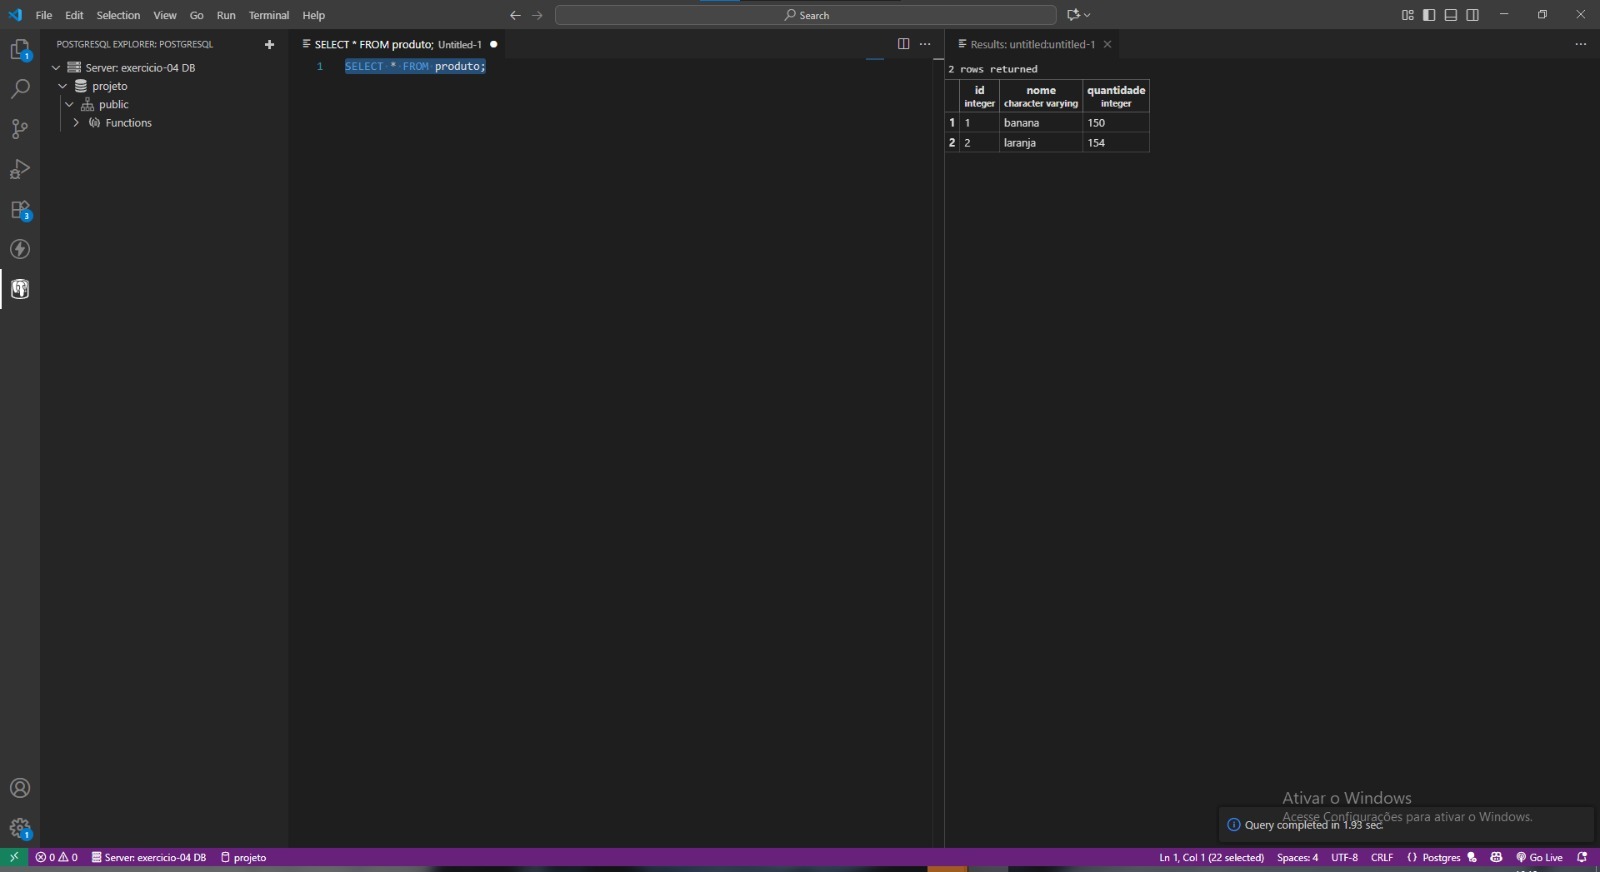 File Edit Selection View Go Run Terminal Help
Search
POSTGRESQL EXPLORER: POSTGRESQL
Server: exercicio-04 DB
projeto
public
Functions
SELECT * FROM produto; Untitled-1
1 SELECT * FROM produto;
Results: untitled:untitled-1
2 rows returned
id nome quantidade
integer character varying integer
1 1 banana 150
2 2 laranja 154
1
3
1
Ativar o Windows
Acesse Configurações para ativar o Windows.
Query completed in 1.93 sec.
0 0 Server: exercicio-04 DB projeto
Ln 1, Col 1 (22 selected) Spaces: 4 UTF-8 CRLF {} Postgres Go Live